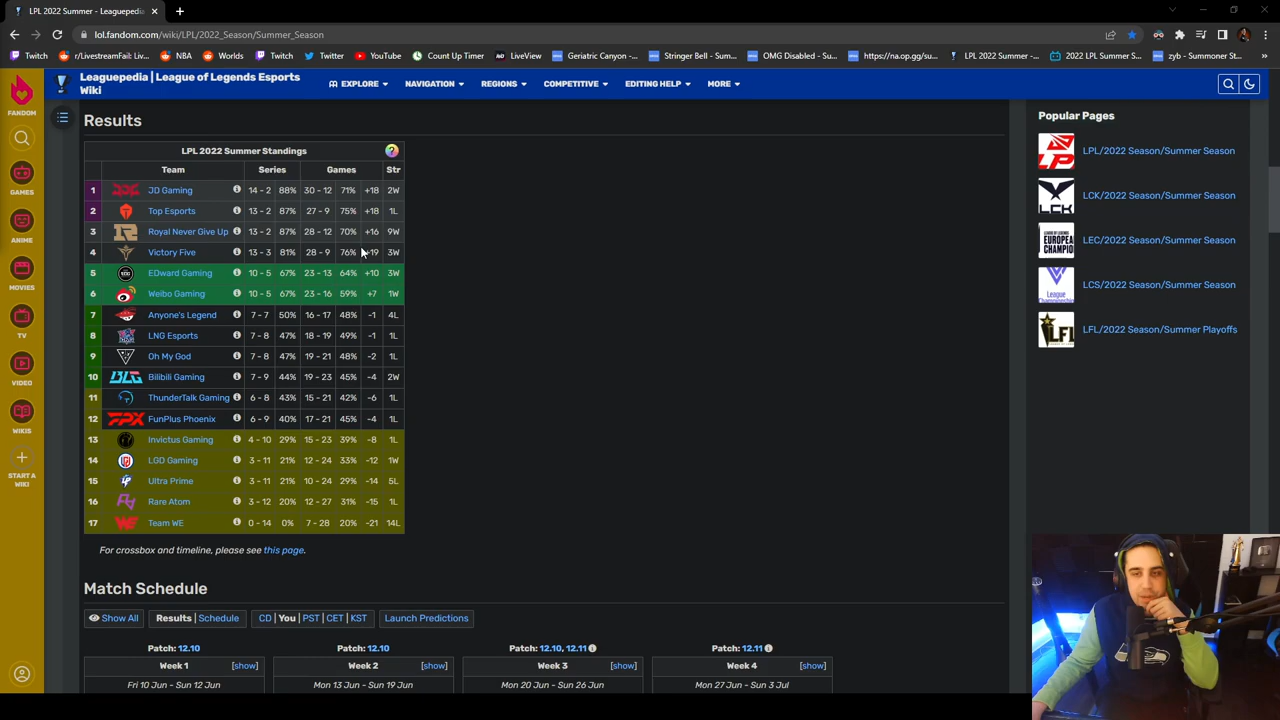 LPL 2022 Summer Season -
lol.fandom.com/wiki/LPL/2022_Season/Summer_Season
Twitch r/LivestreamFail: Liv... NBA Worlds Twitch Twitter YouTube Count Up Timer LiveView Geriatric Canyon -... Stringer Bell - Sum... OMG Disabled - Su... https://na.op.gg/su... LPL 2022 Summer -... 2022 LPL Summer S... zyb - Summoner St...
FANDOM
GAMES
ANIME
MOVIES
TV
VIDEO
WIKIS
START A
WIKI
Leaguepedia | League of Legends Esports
Wiki
EXPLORE NAVIGATION REGIONS COMPETITIVE EDITING HELP MORE
Results
LPL 2022 Summer Standings
Team Series Games Str
1 JD Gaming 14 - 2 88% 30 - 12 71% +18 2W
2 Top Esports 13 - 2 87% 27 - 9 75% +18 1L
3 Royal Never Give Up 13 - 2 87% 28 - 12 70% +16 9W
4 Victory Five 13 - 3 81% 28 - 9 76% +19 3W
5 EDward Gaming 10 - 5 67% 23 - 13 64% +10 3W
6 Weibo Gaming 10 - 5 67% 23 - 16 59% +7 1W
7 Anyone's Legend 7 - 7 50% 16 - 17 48% -1 4L
8 LNG Esports 7 - 8 47% 18 - 19 49% -1 1L
9 Oh My God 7 - 8 47% 19 - 21 48% -2 1L
10 BLG Bilibili Gaming 7 - 9 44% 19 - 23 45% -4 2W
11 ThunderTalk Gaming 6 - 8 43% 15 - 21 42% -6 1L
12 FPX FunPlus Phoenix 6 - 9 40% 17 - 21 45% -4 1L
13 Invictus Gaming 4 - 10 29% 15 - 23 39% -8 1L
14 LGD Gaming 3 - 11 21% 12 - 24 33% -12 1W
15 Ultra Prime 3 - 11 21% 10 - 24 29% -14 5L
16 Rare Atom 3 - 12 20% 12 - 27 31% -15 1L
17 Team WE 0 - 14 0% 7 - 28 20% -21 14L
For crossbox and timeline, please see this page.
Match Schedule
Show All Results | Schedule CD | You | PST | CET | KST Launch Predictions
Patch: 12.10 Patch: 12.10 Patch: 12.10, 12.11 Patch: 12.11
Week 1 [show] Week 2 [show] Week 3 [show] Week 4 [show]
Fri 10 Jun - Sun 12 Jun Mon 13 Jun - Sun 19 Jun Mon 20 Jun - Sun 26 Jun Mon 27 Jun - Sun 3 Jul
Popular Pages
LPL/2022 Season/Summer Season
LCK LCK/2022 Season/Summer Season
EUROPEAN LEC/2022 Season/Summer Season
LCS/2022 Season/Summer Season
LFL LFL/2022 Season/Summer Playoffs